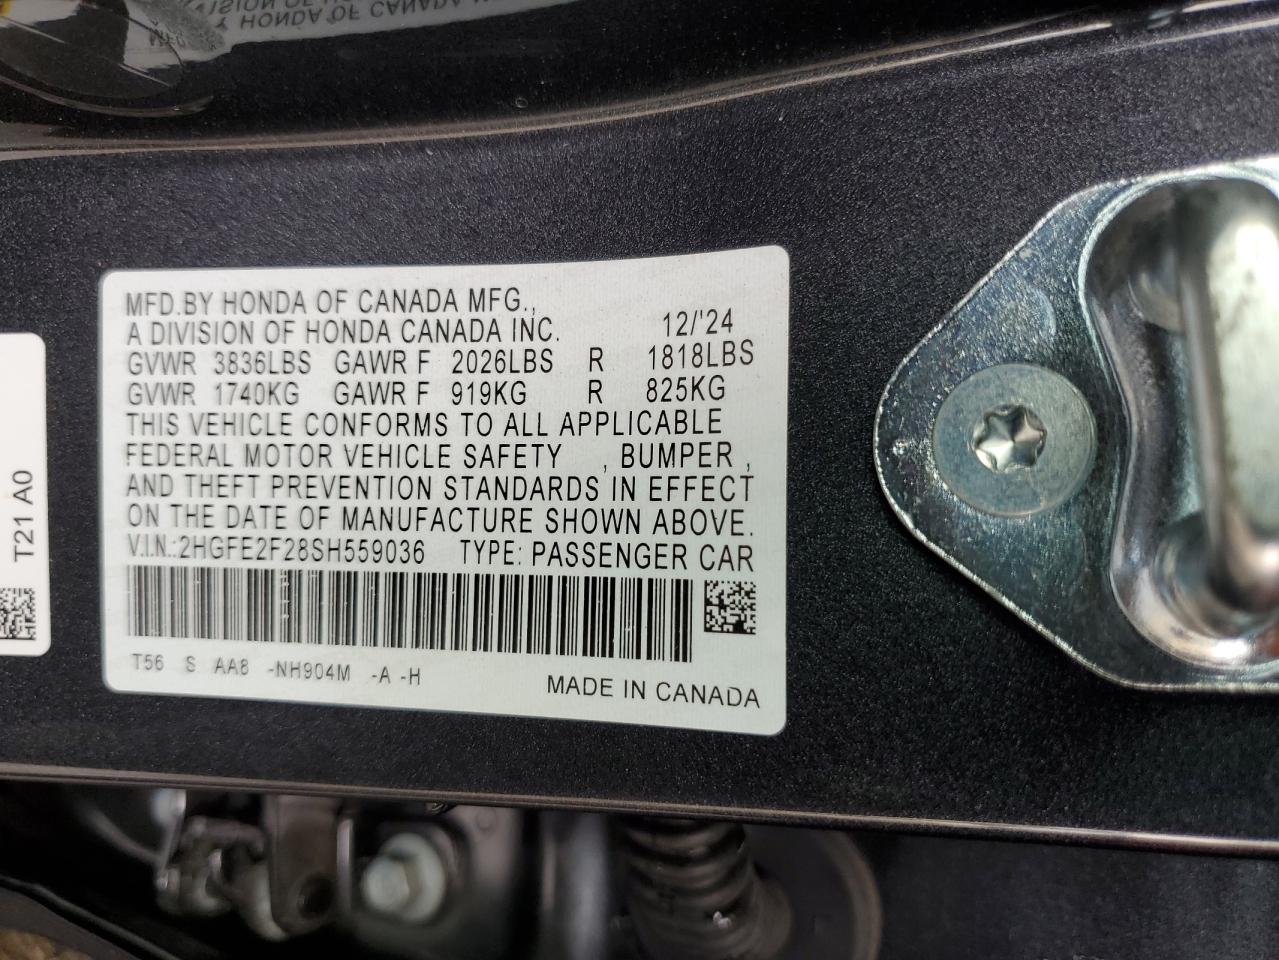 MFD.BY HONDA OF CANADA MFG.,
A DIVISION OF HONDA CANADA INC. 12/'24
GVWR 3836LBS GAWR F 2026LBS R 1818LBS
GVWR 1740KG GAWR F 919KG R 825KG
THIS VEHICLE CONFORMS TO ALL APPLICABLE
FEDERAL MOTOR VEHICLE SAFETY , BUMPER ,
AND THEFT PREVENTION STANDARDS IN EFFECT
ON THE DATE OF MANUFACTURE SHOWN ABOVE.
V.I.N.:2HGFE2F28SH559036 TYPE: PASSENGER CAR
T56 S AA8 -NH904M -A -H
MADE IN CANADA
T21 A0